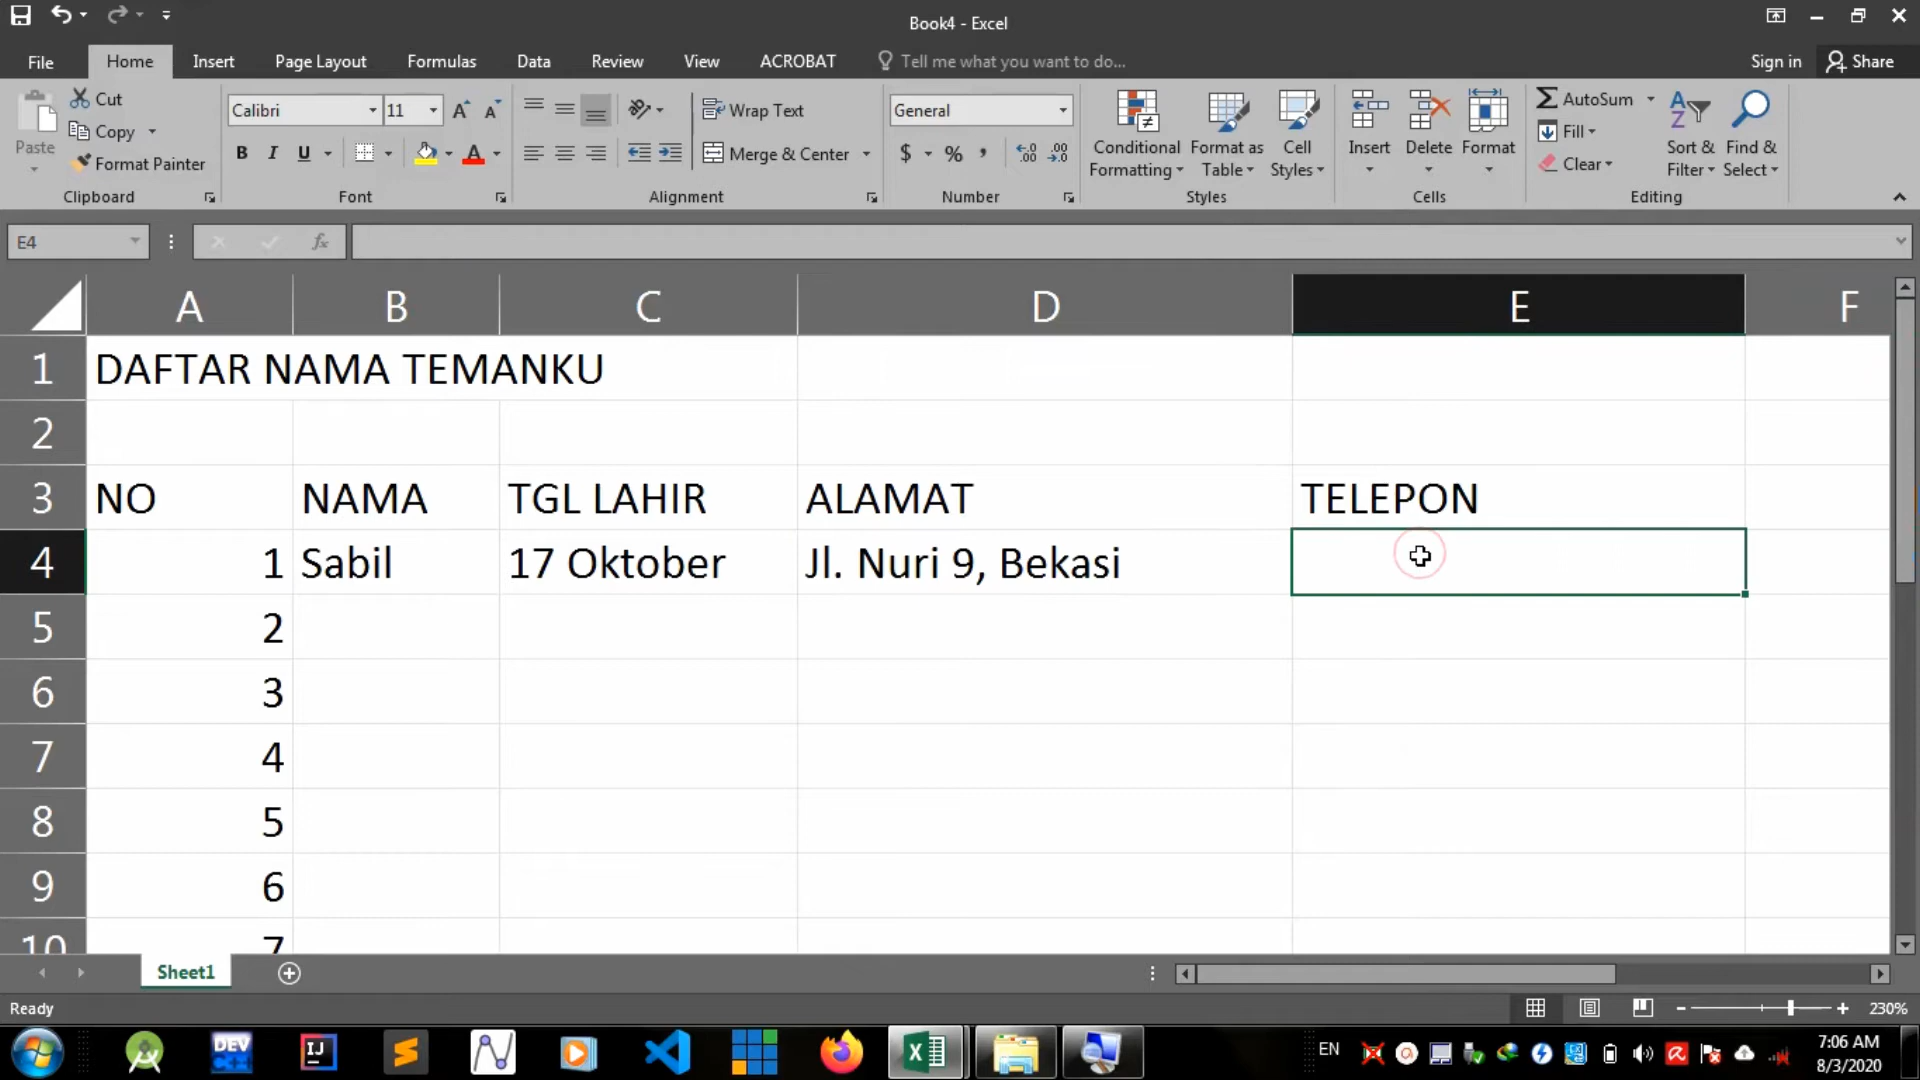 Book4 - Excel
File Home Insert Page Layout Formulas Data Review View ACROBAT Tell me what you want to do... Sign in Share
Paste
Cut
Copy
Format Painter
Clipboard
Calibri 11
B I U
Font
Wrap Text
Merge & Center
Alignment
General
$ %
Number
Conditional Formatting
Format as Table
Cell Styles
Styles
Insert Delete Format
Cells
AutoSum
Fill
Clear
Sort & Filter
Find & Select
Editing
E4 fx
A B C D E F
1 DAFTAR NAMA TEMANKU
2
3 NO NAMA TGL LAHIR ALAMAT TELEPON
4 1 Sabil 17 Oktober Jl. Nuri 9, Bekasi
5 2
6 3
7 4
8 5
9 6
10 7
Sheet1
Ready 230%
DEV C++ IJ EN 7:06 AM
8/3/2020